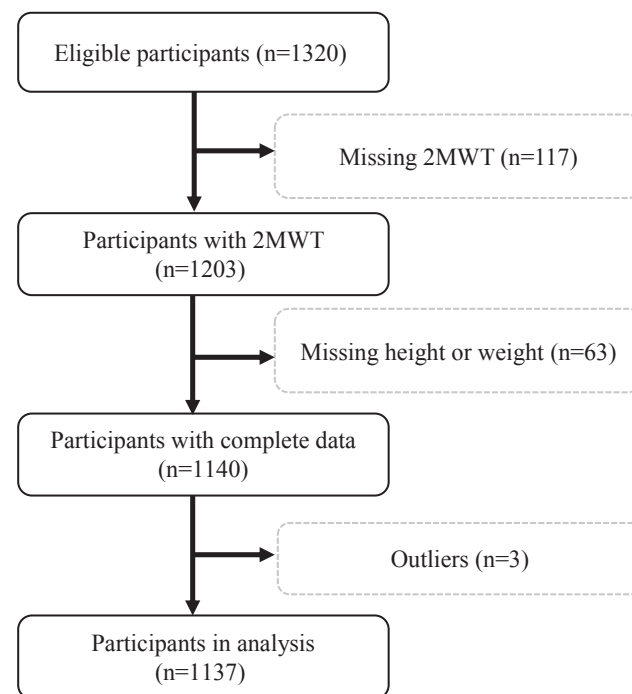 Eligible participants (n=1320)
Missing 2MWT (n=117)
Participants with 2MWT
(n=1203)
Missing height or weight (n=63)
Participants with complete data
(n=1140)
Outliers (n=3)
Participants in analysis
(n=1137)